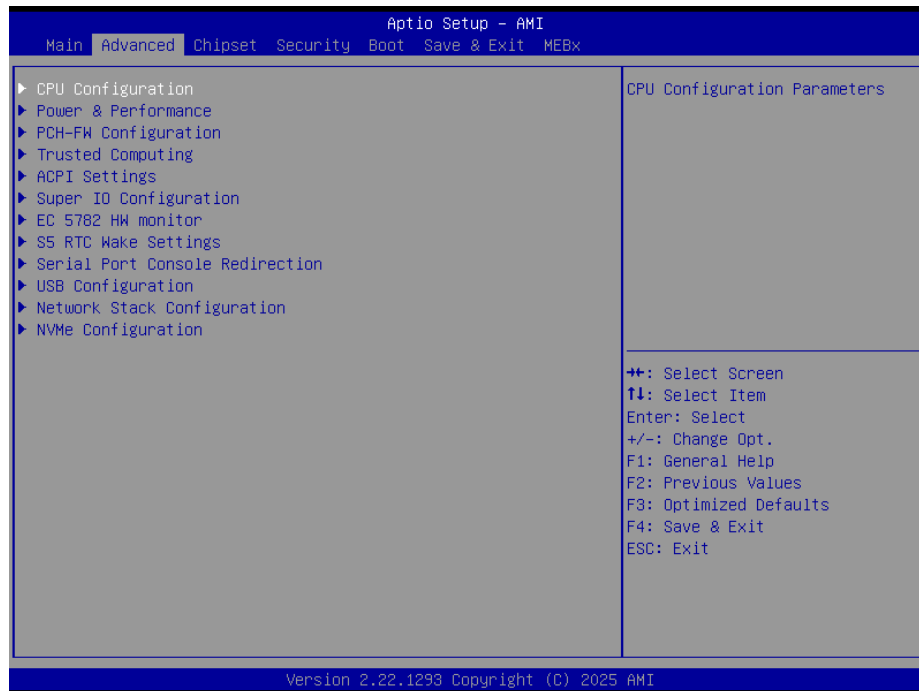 Aptio Setup - AMI
Main Advanced Chipset Security Boot Save & Exit MEBx
▶ CPU Configuration
▶ Power & Performance
▶ PCH-FW Configuration
▶ Trusted Computing
▶ ACPI Settings
▶ Super IO Configuration
▶ EC 5782 HW monitor
▶ S5 RTC Wake Settings
▶ Serial Port Console Redirection
▶ USB Configuration
▶ Network Stack Configuration
▶ NVMe Configuration
CPU Configuration Parameters
→←: Select Screen
↑↓: Select Item
Enter: Select
+/-: Change Opt.
F1: General Help
F2: Previous Values
F3: Optimized Defaults
F4: Save & Exit
ESC: Exit
Version 2.22.1293 Copyright (C) 2025 AMI